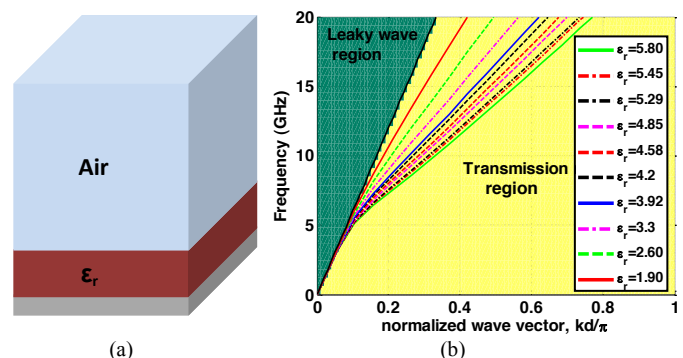 Air
εr
(a)
Leaky wave
region
Transmission
region
εr=5.80
εr=5.45
εr=5.29
εr=4.85
εr=4.58
εr=4.2
εr=3.92
εr=3.3
εr=2.60
εr=1.90
Frequency (GHz)
20
15
10
5
0
0
0.2
0.4
0.6
0.8
1
normalized wave vector, kd/π
(b)